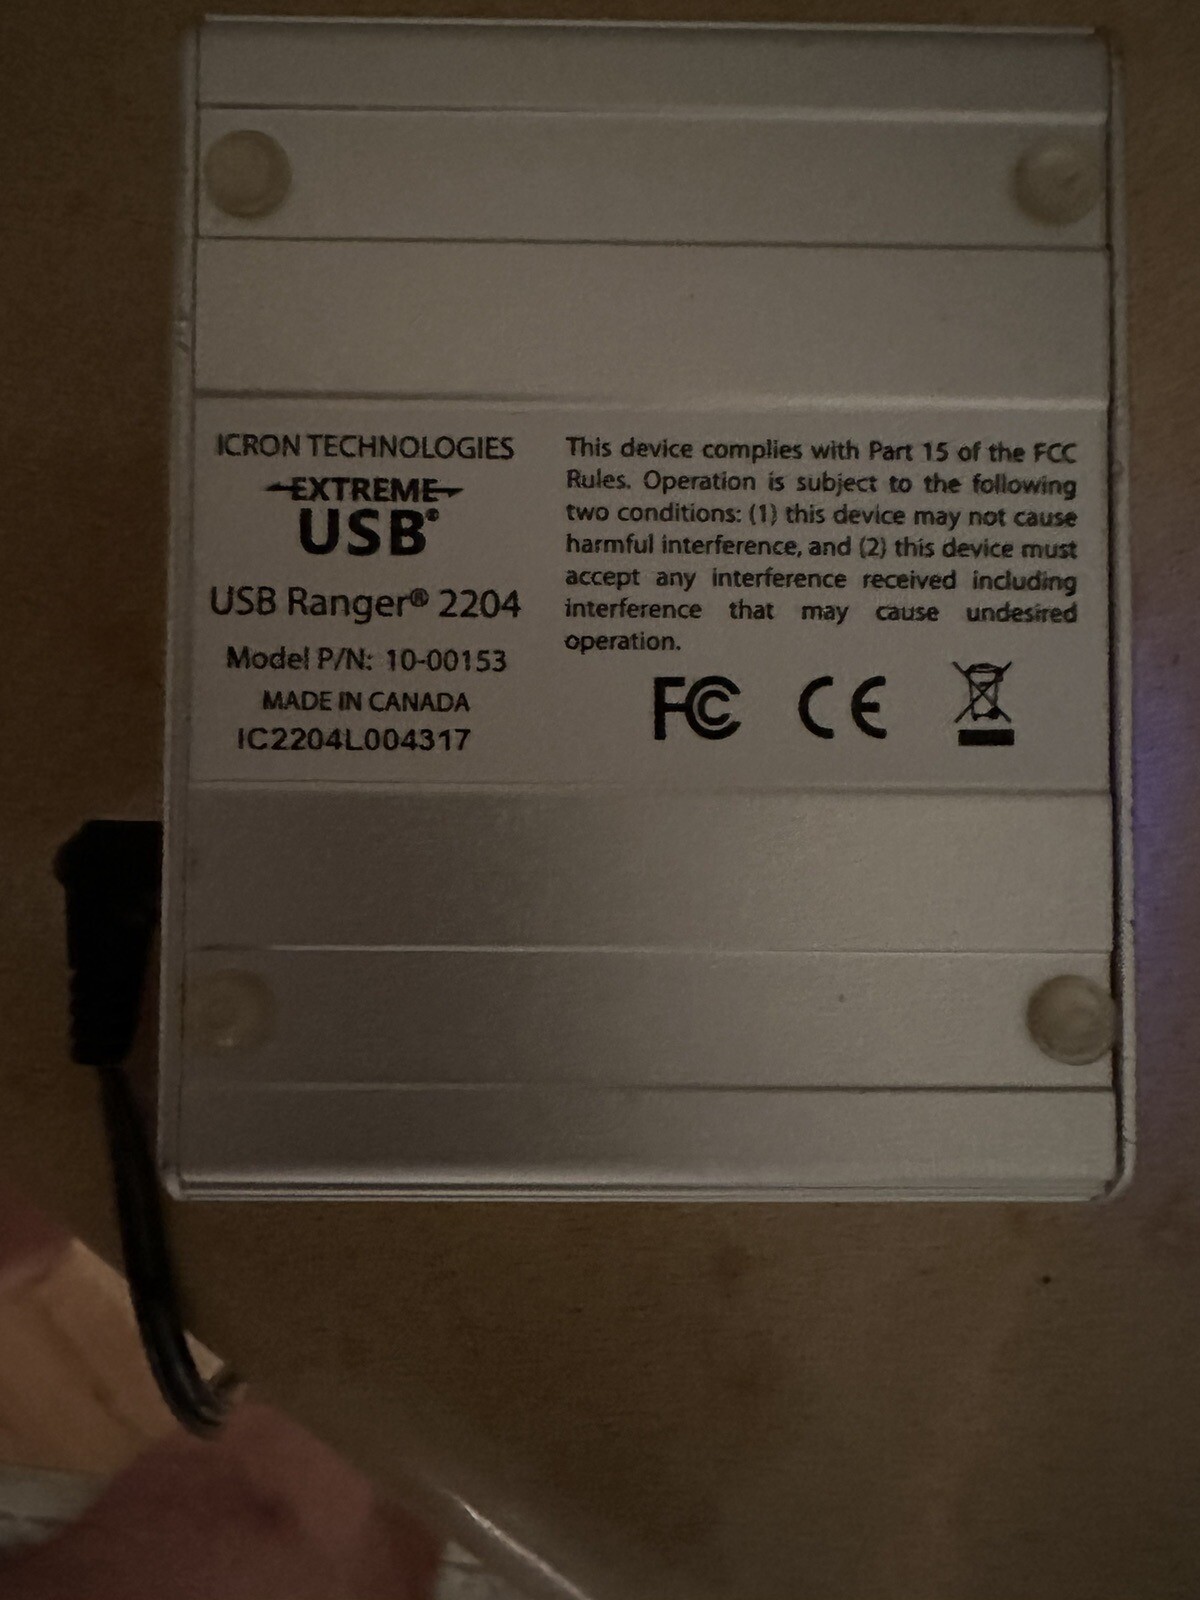 ICRON TECHNOLOGIES
EXTREME
USB®
USB Ranger® 2204
Model P/N: 10-00153
MADE IN CANADA
IC2204L004317
This device complies with Part 15 of the FCC
Rules. Operation is subject to the following
two conditions: (1) this device may not cause
harmful interference, and (2) this device must
accept any interference received including
interference that may cause undesired
operation.
FC CE